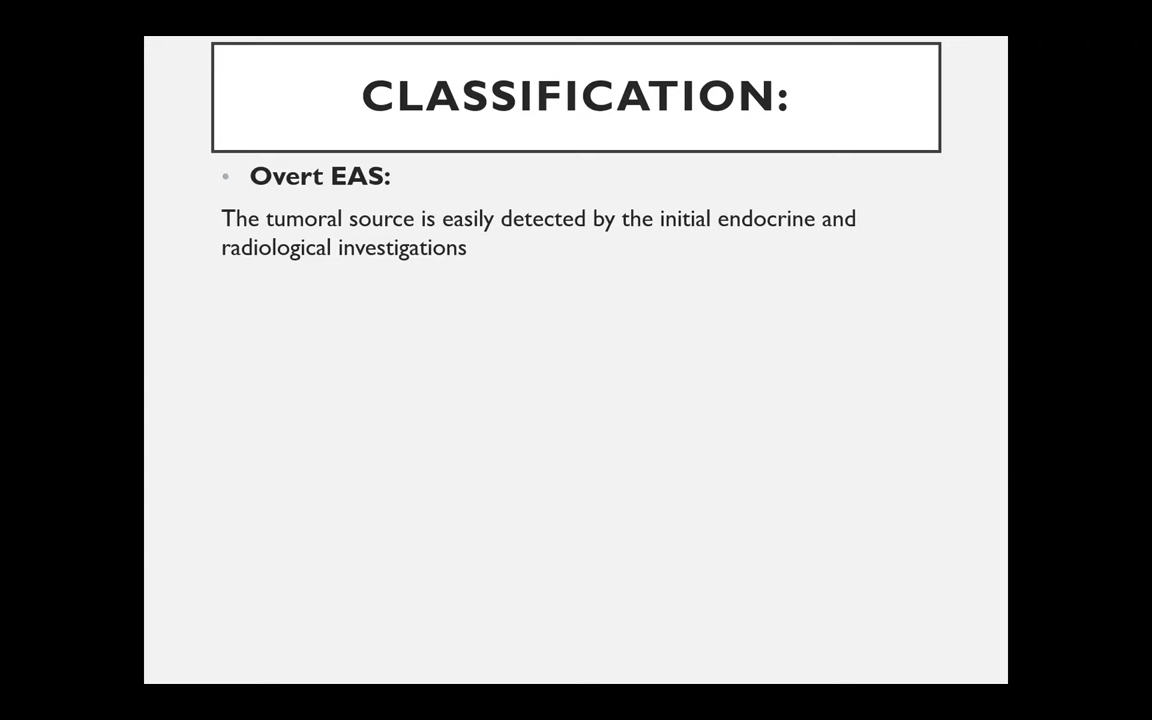 CLASSIFICATION:
• Overt EAS:
The tumoral source is easily detected by the initial endocrine and
radiological investigations